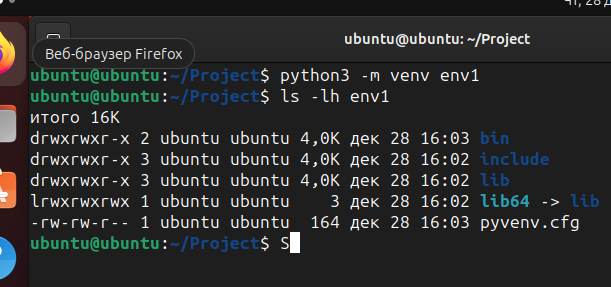 чт, 28 д
ubuntu@ubuntu: ~/Project
Веб-браузер Firefox
ubuntu@ubuntu:~/Project$ python3 -m venv env1
ubuntu@ubuntu:~/Project$ ls -lh env1
итого 16K
drwxrwxr-x 2 ubuntu ubuntu 4,0K дек 28 16:03 bin
drwxrwxr-x 3 ubuntu ubuntu 4,0K дек 28 16:02 include
drwxrwxr-x 3 ubuntu ubuntu 4,0K дек 28 16:02 lib
lrwxrwxrwx 1 ubuntu ubuntu    3 дек 28 16:02 lib64 -> lib
-rw-rw-r-- 1 ubuntu ubuntu  164 дек 28 16:03 pyvenv.cfg
ubuntu@ubuntu:~/Project$ S